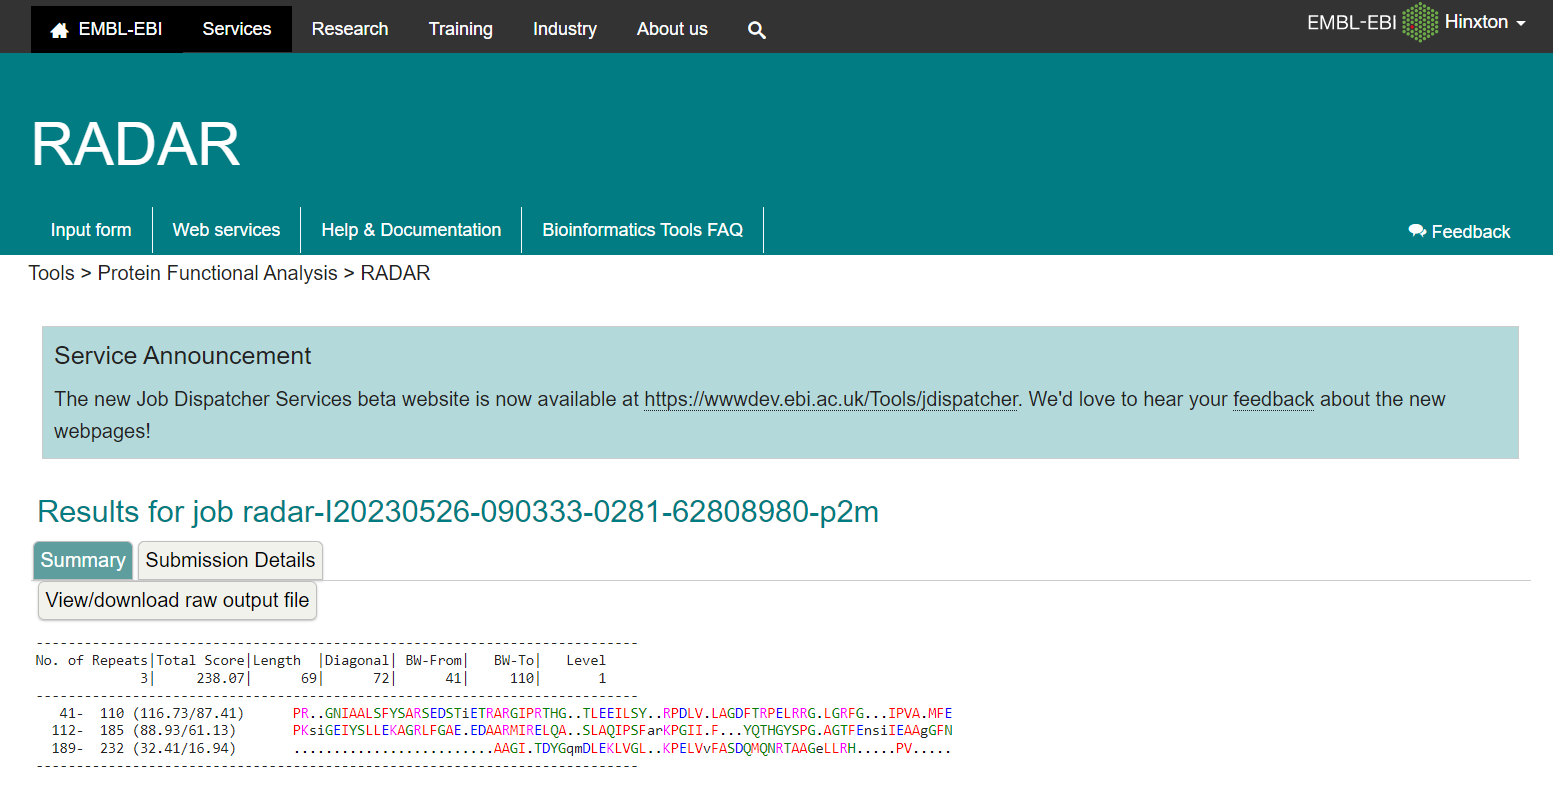 EMBL-EBI Services Research Training Industry About us EMBL-EBI Hinxton
RADAR
Input form Web services Help & Documentation Bioinformatics Tools FAQ Feedback
Tools > Protein Functional Analysis > RADAR
Service Announcement
The new Job Dispatcher Services beta website is now available at https://wwwdev.ebi.ac.uk/Tools/jdispatcher. We'd love to hear your feedback about the new
webpages!
Results for job radar-I20230526-090333-0281-62808980-p2m
Summary Submission Details
View/download raw output file
---------------------------------------------------------------------------
No. of Repeats|Total Score|Length |Diagonal| BW-From| BW-To| Level
3| 238.07| 69| 72| 41| 110| 1
---------------------------------------------------------------------------
41- 110 (116.73/87.41) PR..GNIAALSFYSARSEDSTiETRARGIPRTHG..TLEEILSY..RPDLV.LAGDFTRPELRRG.LGRFG...IPVA.MFE
112- 185 (88.93/61.13) PKsiGEIYSLLEKAGRLFGAE.EDAARMIRELQA..SLAQIPSFarKPGII.F...YQTHGYSPG.AGTFEnsiIEAAgGFN
189- 232 (32.41/16.94) .........................AAGI.TDYGqmDLEKLVGL..KPELVvFASDQMQNRTAAGeLLRH.....PV.....
---------------------------------------------------------------------------